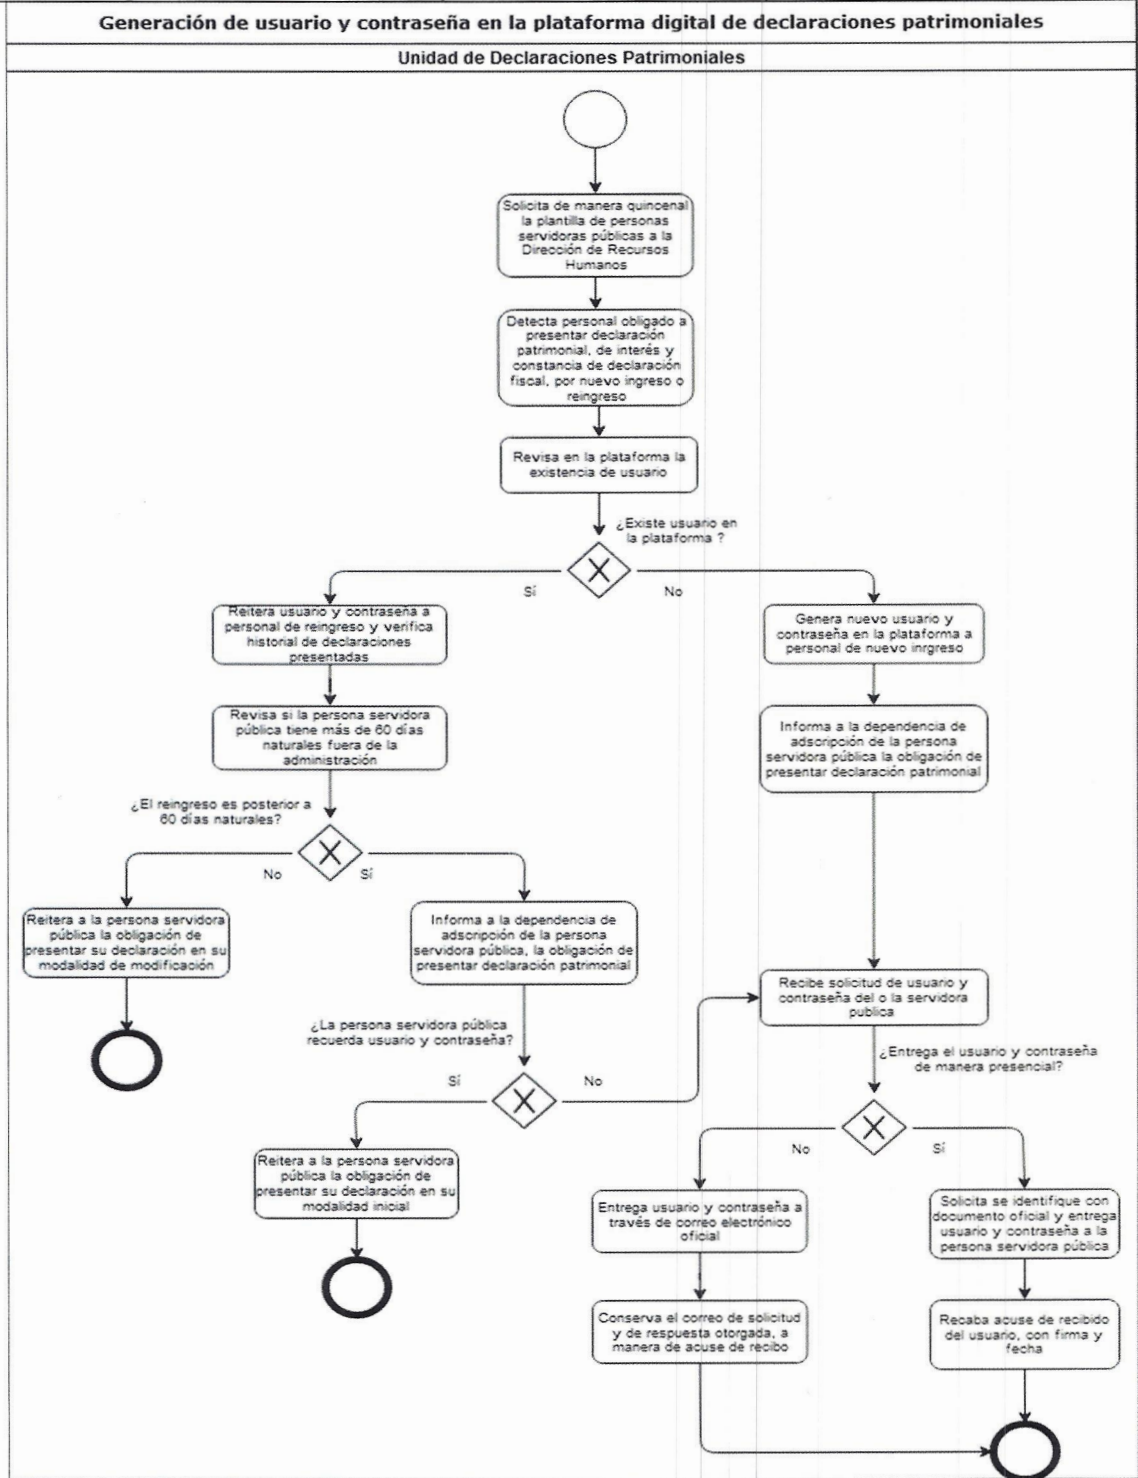 Generación de usuario y contraseña en la plataforma digital de declaraciones patrimoniales
Unidad de Declaraciones Patrimoniales
Solicita de manera quincenal
la plantilla de personas
servidoras públicas a la
Dirección de Recursos
Humanos
Detecta personal obligado a
presentar declaración
patrimonial, de interés y
constancia de declaración
fiscal, por nuevo ingreso o
reingreso
Revisa en la plataforma la
existencia de usuario
¿Existe usuario en
la plataforma ?
Sí
No
Reitera usuario y contraseña a
personal de reingreso y verifica
historial de declaraciones
presentadas
Genera nuevo usuario y
contraseña en la plataforma a
personal de nuevo inrgreso
Revisa si la persona servidora
pública tiene más de 60 días
naturales fuera de la
administración
Informa a la dependencia de
adscripción de la persona
servidora pública la obligación de
presentar declaración patrimonial
¿El reingreso es posterior a
60 días naturales?
No
Sí
Reitera a la persona servidora
pública la obligación de
presentar su declaración en su
modalidad de modificación
Informa a la dependencia de
adscripción de la persona
servidora pública, la obligación de
presentar declaración patrimonial
Recibe solicitud de usuario y
contraseña del o la servidora
publica
¿La persona servidora pública
recuerda usuario y contraseña?
Sí
No
¿Entrega el usuario y contraseña
de manera presencial?
No
Sí
Reitera a la persona servidora
pública la obligación de
presentar su declaración en su
modalidad inicial
Entrega usuario y contraseña a
través de correo electrónico
oficial
Solicita se identifique con
documento oficial y entrega
usuario y contraseña a la
persona servidora pública
Conserva el correo de solicitud
y de respuesta otorgada, a
manera de acuse de recibo
Recaba acuse de recibido
del usuario, con firma y
fecha